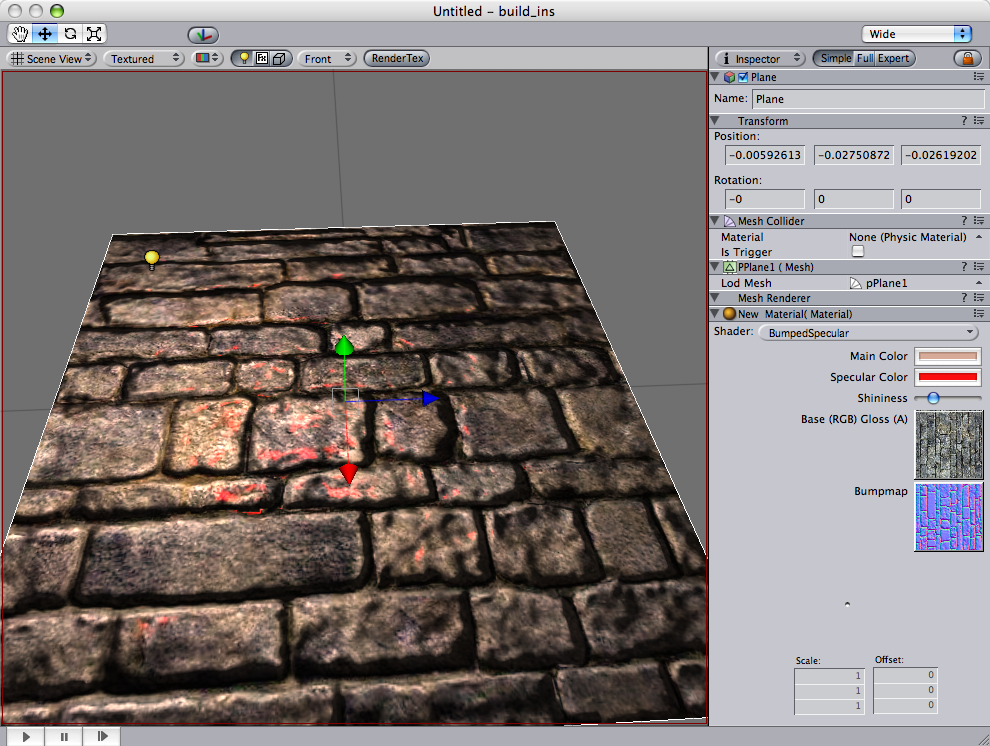 Untitled – build_ins
Wide
Scene View
Textured
Fx
Front
RenderTex
Inspector
Simple Full Expert
Plane
Name: Plane
Transform ?
Position:
-0.00592613 -0.02750872 -0.02619202
Rotation:
-0 0 0
Mesh Collider ?
Material None (Physic Material)
Is Trigger
PPlane1 ( Mesh) ?
Lod Mesh pPlane1
Mesh Renderer ?
New Material( Material)
Shader: BumpedSpecular
Main Color
Specular Color
Shininess
Base (RGB) Gloss (A)
Bumpmap
Scale: Offset:
1 0
1 0
1 0